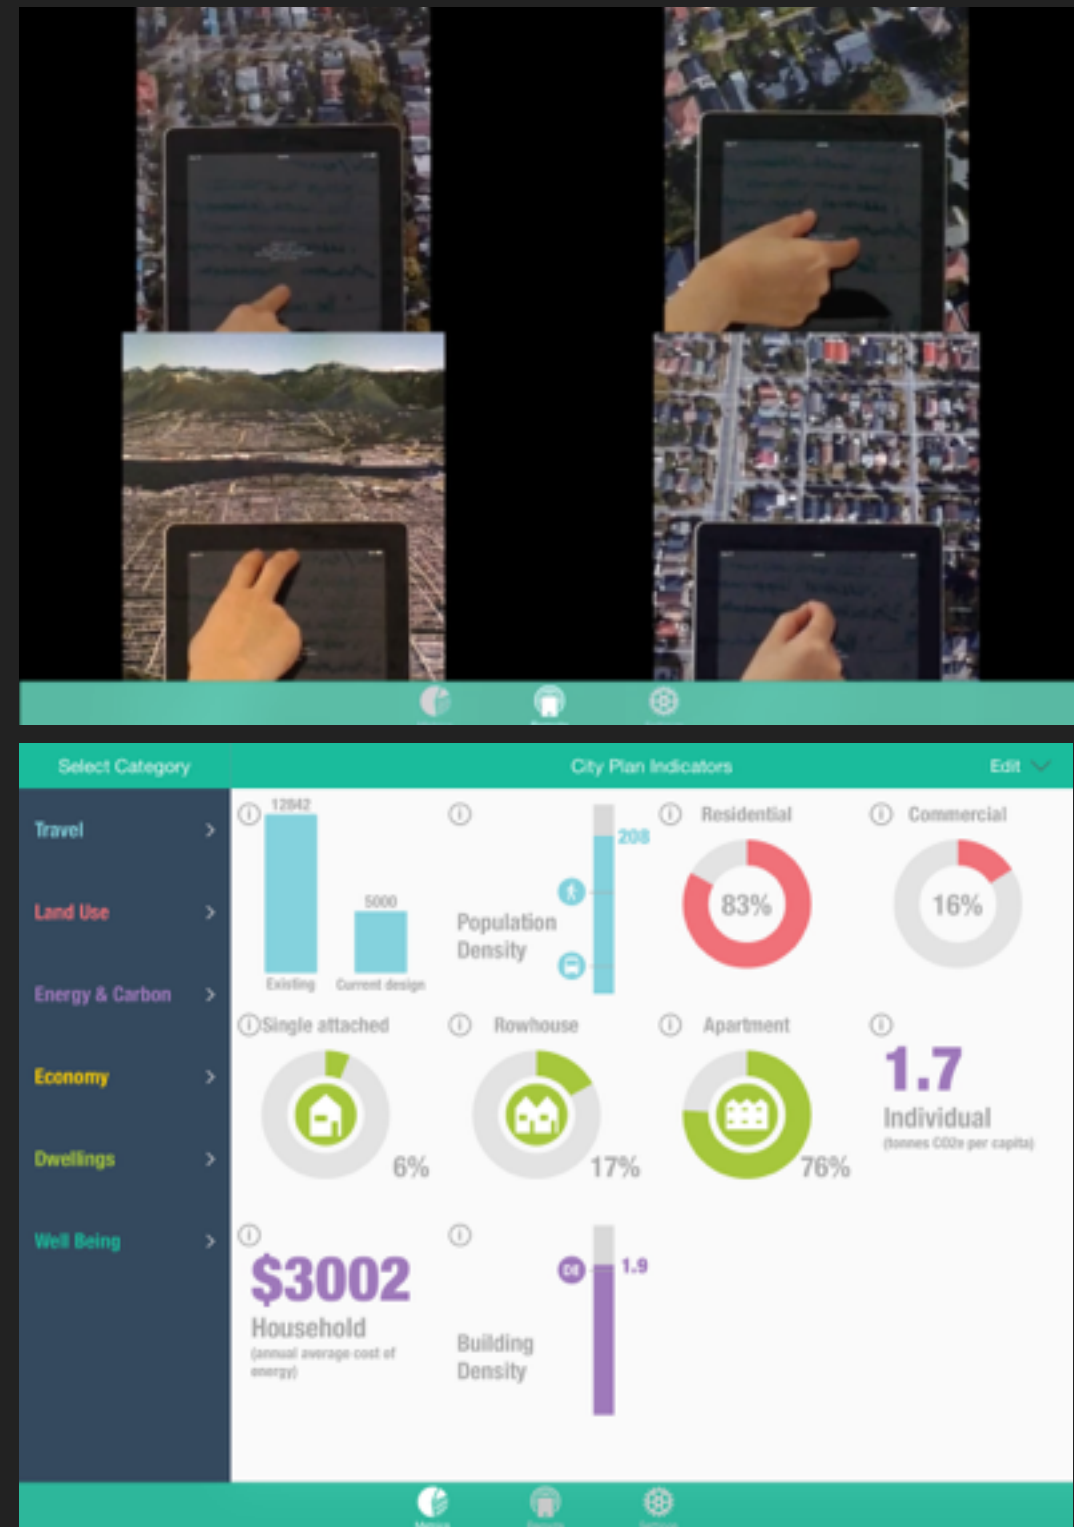 Select Category
City Plan Indicators
Edit
Travel
Land Use
Energy & Carbon
Economy
Dwellings
Well Being
12842
5000
Existing
Current design
Population
Density
208
Residential
83%
Commercial
16%
Single attached
6%
Rowhouse
17%
Apartment
76%
1.7
Individual
(tonnes CO2e per capita)
$3002
Household
(annual average cost of
energy)
Building
Density
DE
1.9
Metrics